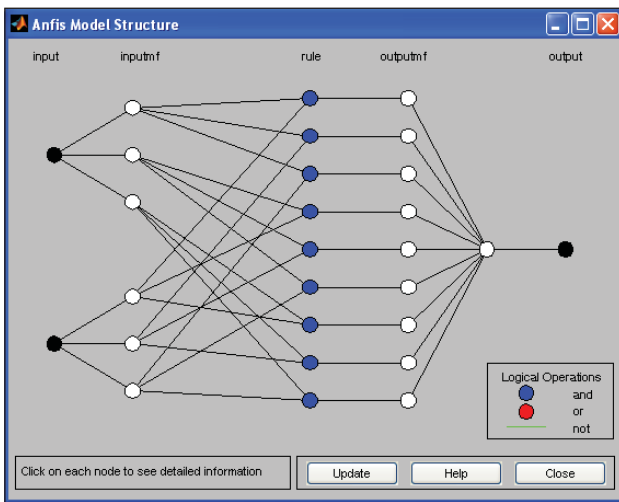 Anfis Model Structure
input inputmf rule outputmf output
Logical Operations
and
or
not
Click on each node to see detailed information
Update Help Close